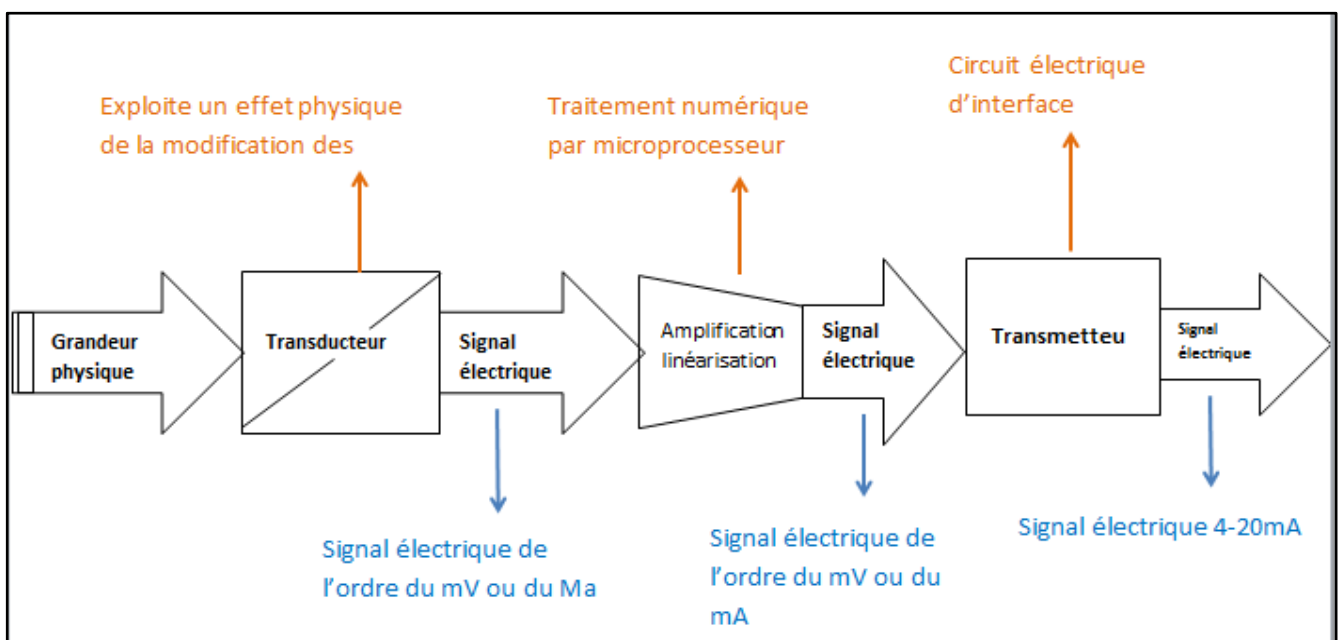 Exploite un effet physique
de la modification des
Traitement numérique
par microprocesseur
Circuit électrique
d'interface
Grandeur
physique
Transducteur
Signal
électrique
Amplification
linéarisation
Signal
électrique
Transmetteu
Signal
électrique
Signal électrique de
l'ordre du mV ou du Ma
Signal électrique de
l'ordre du mV ou du
mA
Signal électrique 4-20mA